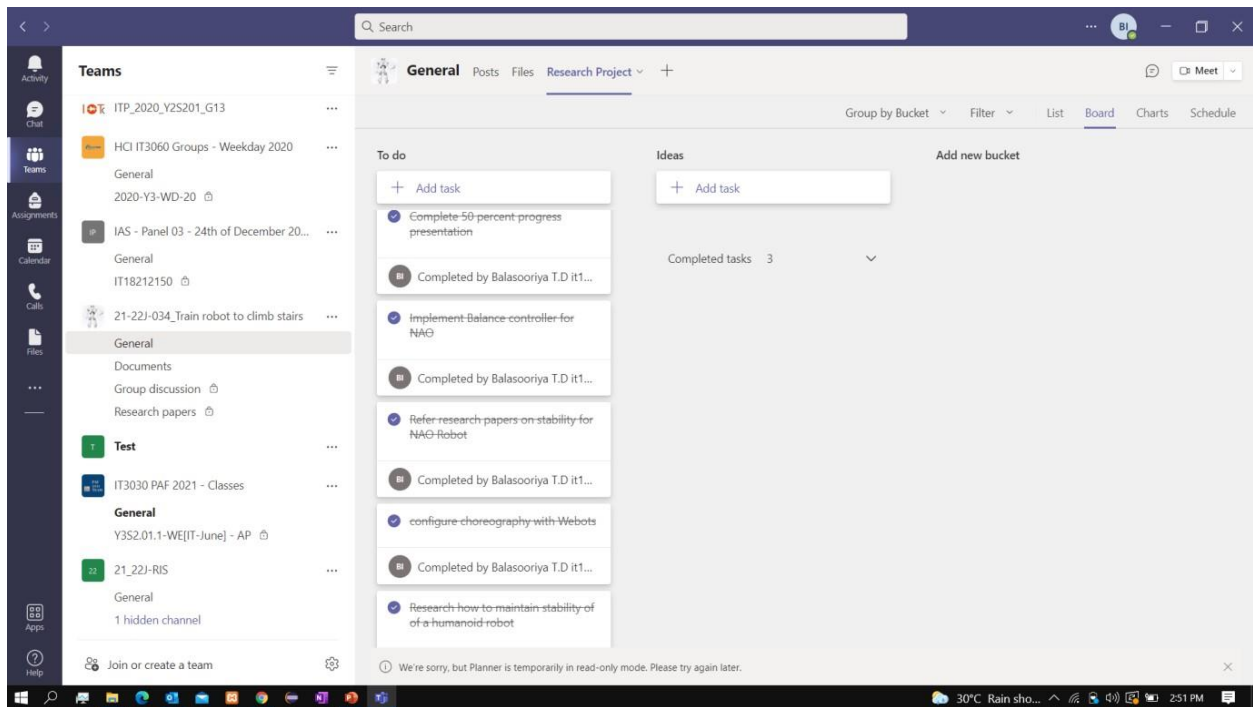 Search
BI
Activity
Chat
Teams
Assignments
Calendar
Calls
Files
Apps
Help
Teams
ITP_2020_Y2S201_G13
HCI IT3060 Groups - Weekday 2020
General
2020-Y3-WD-20
IP
IAS - Panel 03 - 24th of December 20...
General
IT18212150
21-22J-034_Train robot to climb stairs
General
Documents
Group discussion
Research papers
T
Test
IT3030 PAF 2021 - Classes
General
Y3S2.01.1-WE[IT-June] - AP
22
21_22J-RIS
General
1 hidden channel
Join or create a team
General Posts Files Research Project
Meet
Group by Bucket Filter List Board Charts Schedule
To do
Add task
Complete 50 percent progress
presentation
BI Completed by Balasooriya T.D it1...
Implement Balance controller for
NAO
BI Completed by Balasooriya T.D it1...
Refer research papers on stability for
NAO Robot
BI Completed by Balasooriya T.D it1...
configure choreography with Webots
BI Completed by Balasooriya T.D it1...
Research how to maintain stability of
of a humanoid robot
Ideas
Add task
Completed tasks 3
Add new bucket
We're sorry, but Planner is temporarily in read-only mode. Please try again later.
30°C Rain sho... 2:51 PM